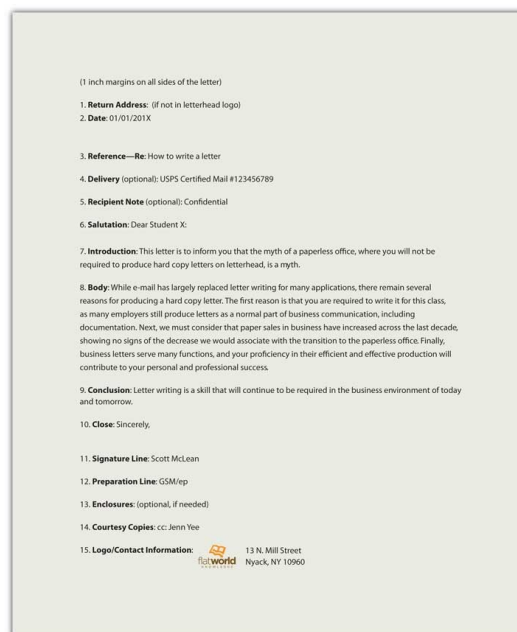 (1 inch margins on all sides of the letter)
1. Return Address: (if not in letterhead logo)
2. Date: 01/01/201X
3. Reference—Re: How to write a letter
4. Delivery (optional): USPS Certified Mail #123456789
5. Recipient Note (optional): Confidential
6. Salutation: Dear Student X:
7. Introduction: This letter is to inform you that the myth of a paperless office, where you will not be
required to produce hard copy letters on letterhead, is a myth.
8. Body: While e-mail has largely replaced letter writing for many applications, there remain several
reasons for producing a hard copy letter. The first reason is that you are required to write it for this class,
as many employers still produce letters as a normal part of business communication, including
documentation. Next, we must consider that paper sales in business have increased across the last decade,
showing no signs of the decrease we would associate with the transition to the paperless office. Finally,
business letters serve many functions, and your proficiency in their efficient and effective production will
contribute to your personal and professional success,
9. Conclusion: Letter writing is a skill that will continue to be required in the business environment of today
and tomorrow.
10. Close: Sincerely,
11. Signature Line: Scott McLean
12. Preparation Line: GSM/ep
13. Enclosures: (optional, if needed)
14. Courtesy Copies: cc: Jenn Yee
15. Logo/Contact Information: flatworld KNOWLEDGE 13 N. Mill Street
Nyack, NY 10960